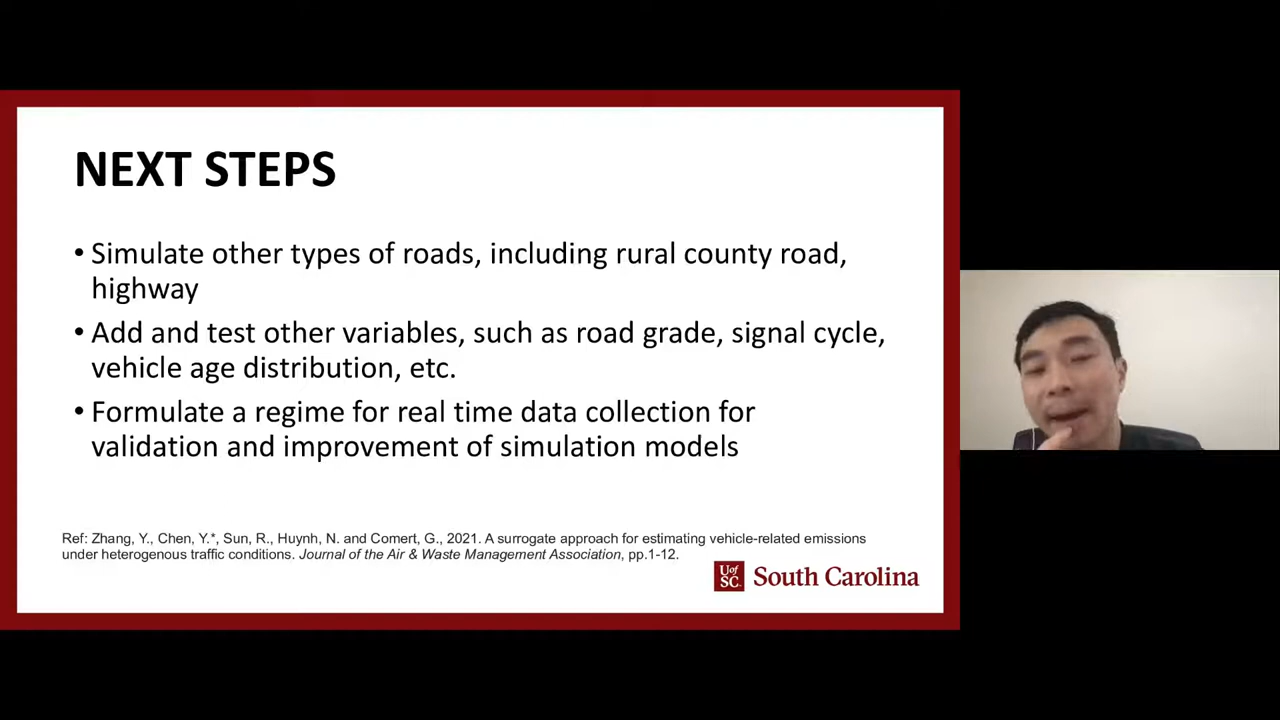 NEXT STEPS
• Simulate other types of roads, including rural county road,
highway
• Add and test other variables, such as road grade, signal cycle,
vehicle age distribution, etc.
• Formulate a regime for real time data collection for
validation and improvement of simulation models
Ref: Zhang, Y., Chen, Y.*, Sun, R., Huynh, N. and Comert, G., 2021. A surrogate approach for estimating vehicle-related emissions
under heterogenous traffic conditions. Journal of the Air & Waste Management Association, pp.1-12.
U of
SC
South Carolina